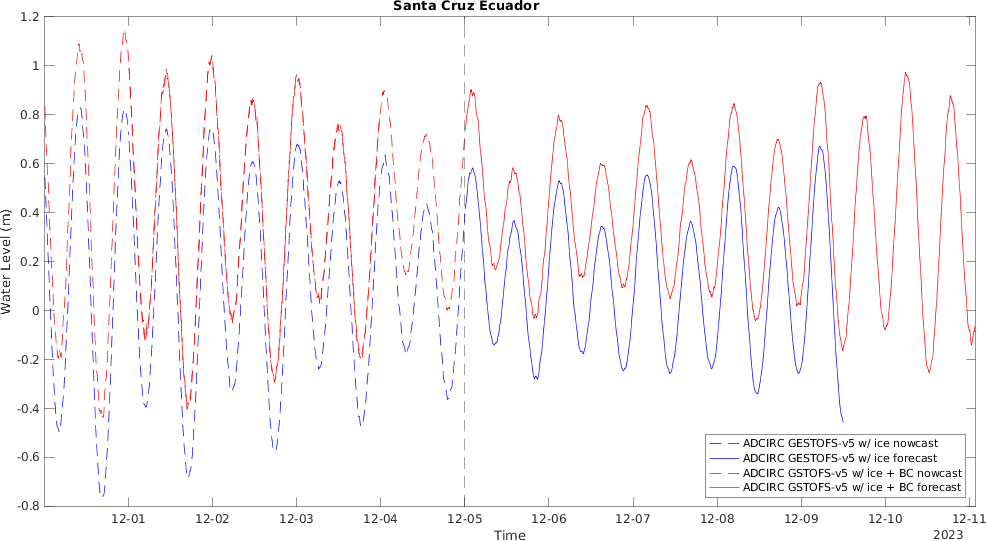 Santa Cruz Ecuador
1.2
1
0.8
0.6
0.4
0.2
0
-0.2
-0.4
-0.6
-0.8
Water Level (m)
12-01 12-02 12-03 12-04 12-05 12-06 12-07 12-08 12-09 12-10 12-11
Time
2023
ADCIRC GESTOFS-v5 w/ ice nowcast
ADCIRC GESTOFS-v5 w/ ice forecast
ADCIRC GSTOFS-v5 w/ ice + BC nowcast
ADCIRC GSTOFS-v5 w/ ice + BC forecast